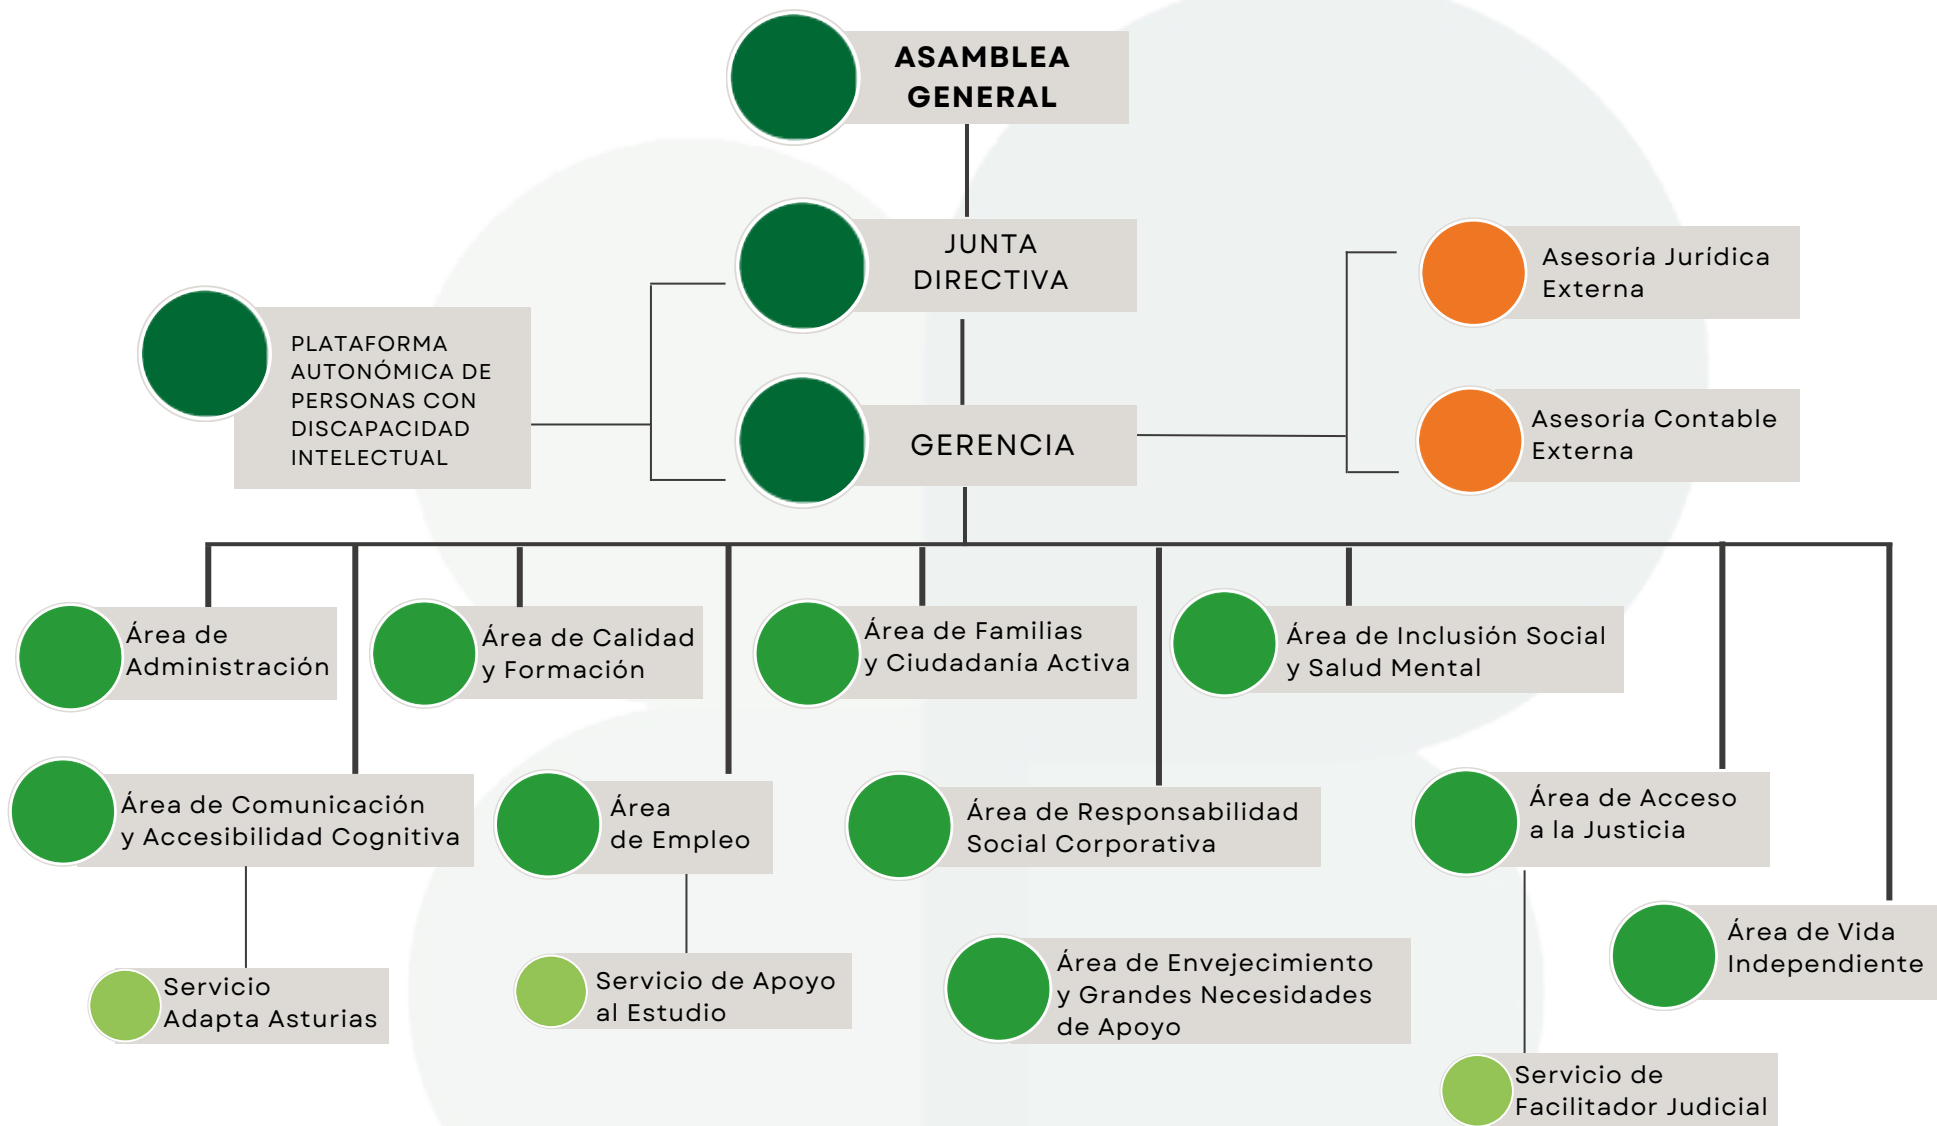 ASAMBLEA
GENERAL
JUNTA
DIRECTIVA
Asesoría Jurídica
Externa
PLATAFORMA
AUTONÓMICA DE
PERSONAS CON
DISCAPACIDAD
INTELECTUAL
GERENCIA
Asesoría Contable
Externa
Área de
Administración
Área de Calidad
y Formación
Área de Familias
y Ciudadanía Activa
Área de Inclusión Social
y Salud Mental
Área de Comunicación
y Accesibilidad Cognitiva
Área
de Empleo
Área de Responsabilidad
Social Corporativa
Área de Acceso
a la Justicia
Servicio
Adapta Asturias
Servicio de Apoyo
al Estudio
Área de Envejecimiento
y Grandes Necesidades
de Apoyo
Área de Vida
Independiente
Servicio de
Facilitador Judicial